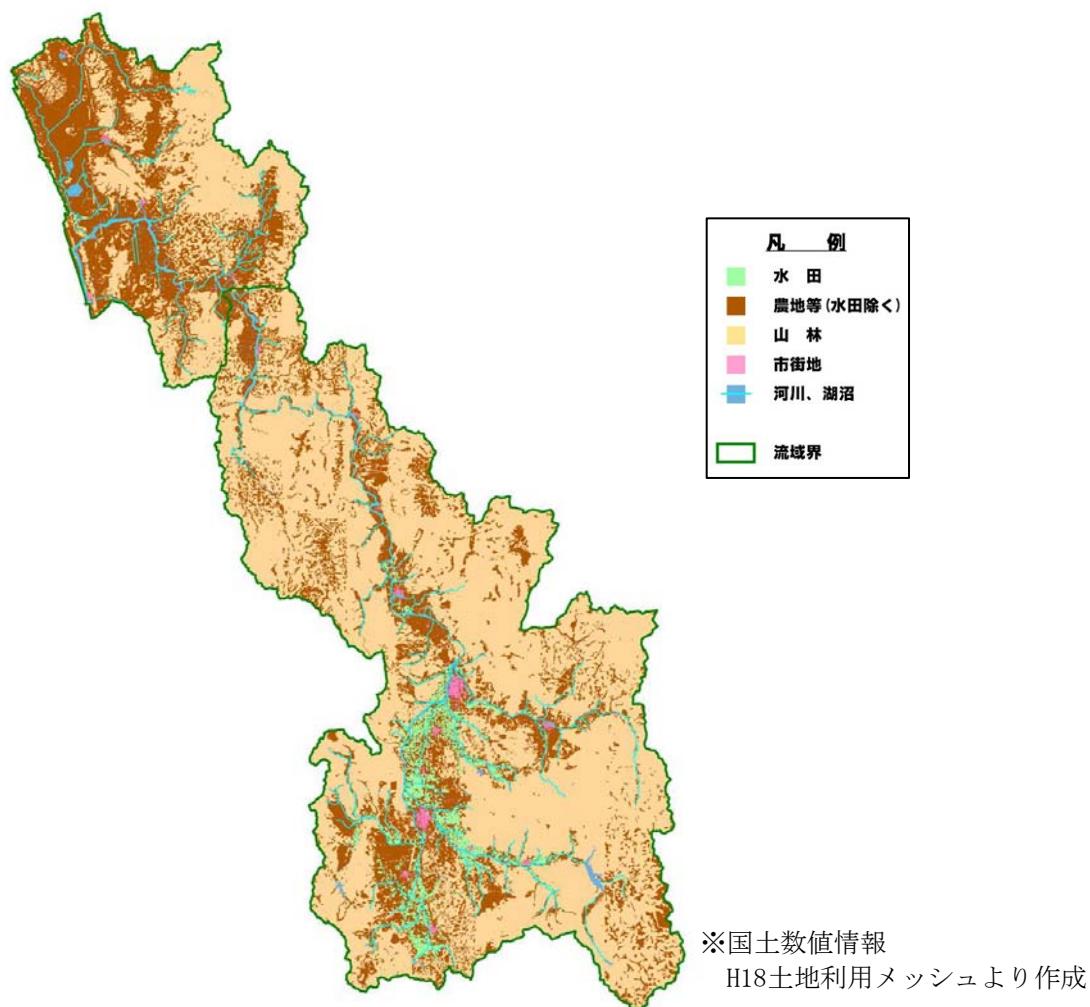 凡 例
水 田
農地等(水田除く)
山 林
市街地
河川、湖沼
流域界
※国土数値情報
H18土地利用メッシュより作成